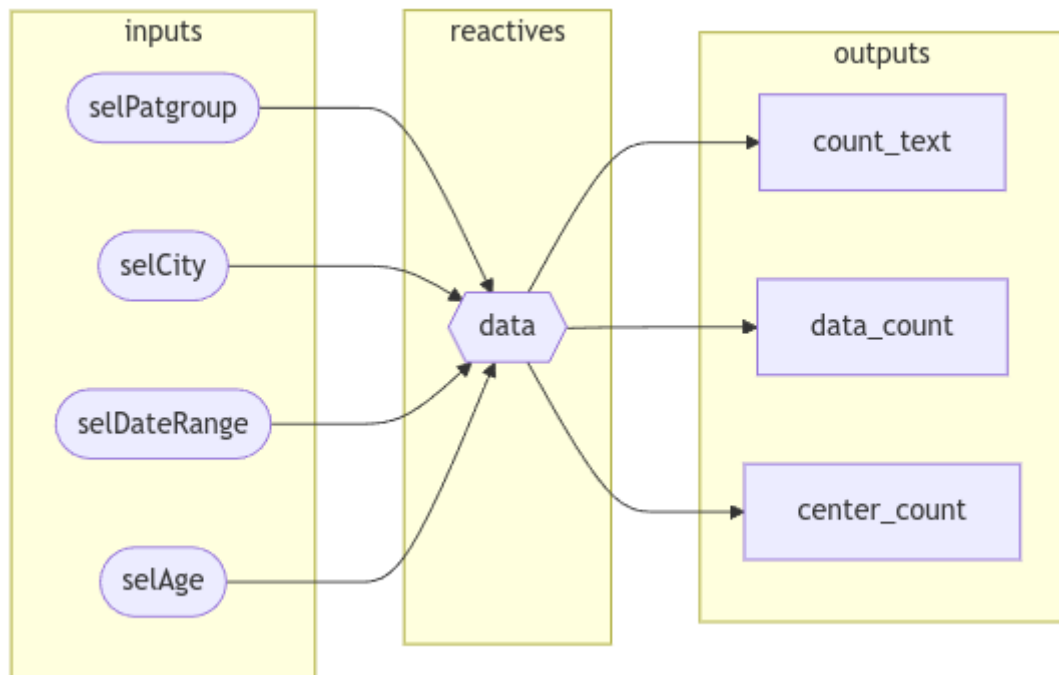 inputs
selPatgroup
selCity
selDateRange
selAge
reactives
data
outputs
count_text
data_count
center_count